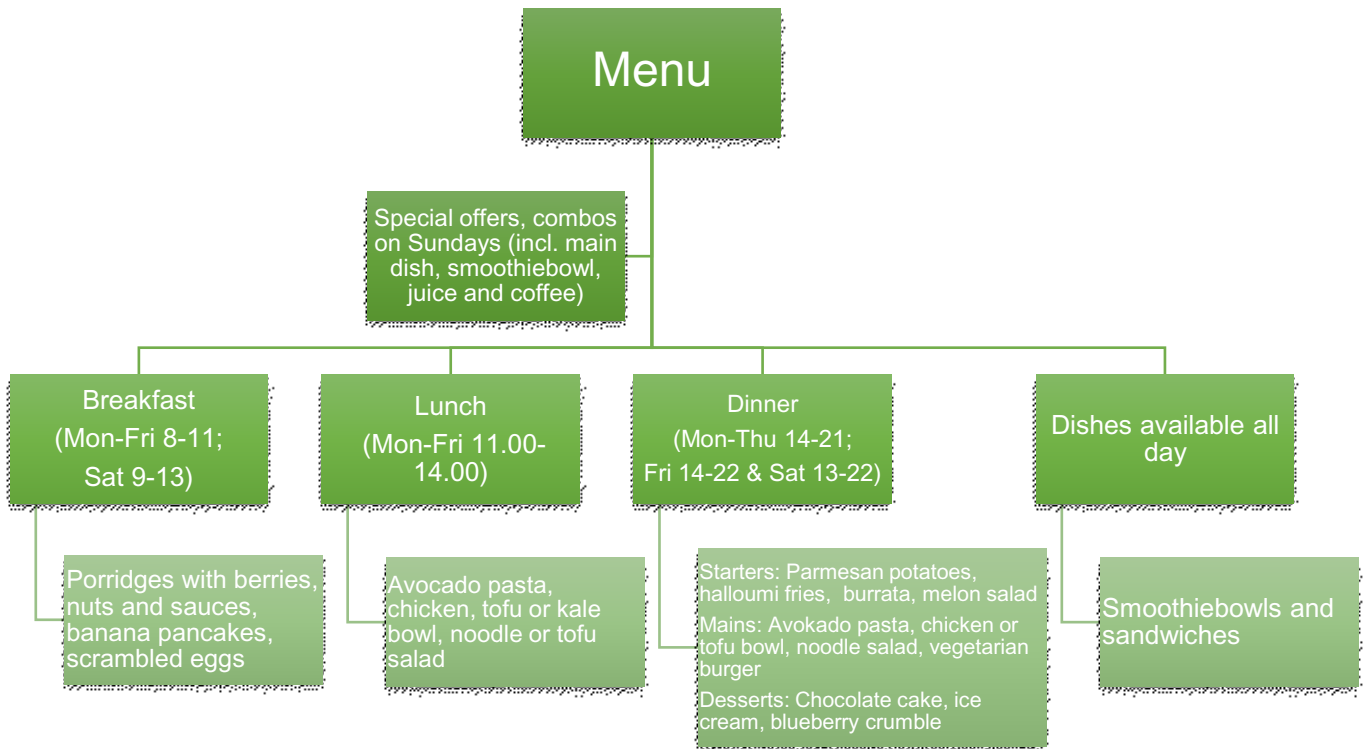 Menu
Special offers, combos
on Sundays (incl. main
dish, smoothiebowl,
juice and coffee)
Breakfast
(Mon-Fri 8-11;
Sat 9-13)
Lunch
(Mon-Fri 11.00-
14.00)
Dinner
(Mon-Thu 14-21;
Fri 14-22 & Sat 13-22)
Dishes available all
day
Porridges with berries,
nuts and sauces,
banana pancakes,
scrambled eggs
Avocado pasta,
chicken, tofu or kale
bowl, noodle or tofu
salad
Starters: Parmesan potatoes,
halloumi fries, burrata, melon salad
Mains: Avokado pasta, chicken or
tofu bowl, noodle salad, vegetarian
burger
Desserts: Chocolate cake, ice
cream, blueberry crumble
Smoothiebowls and
sandwiches